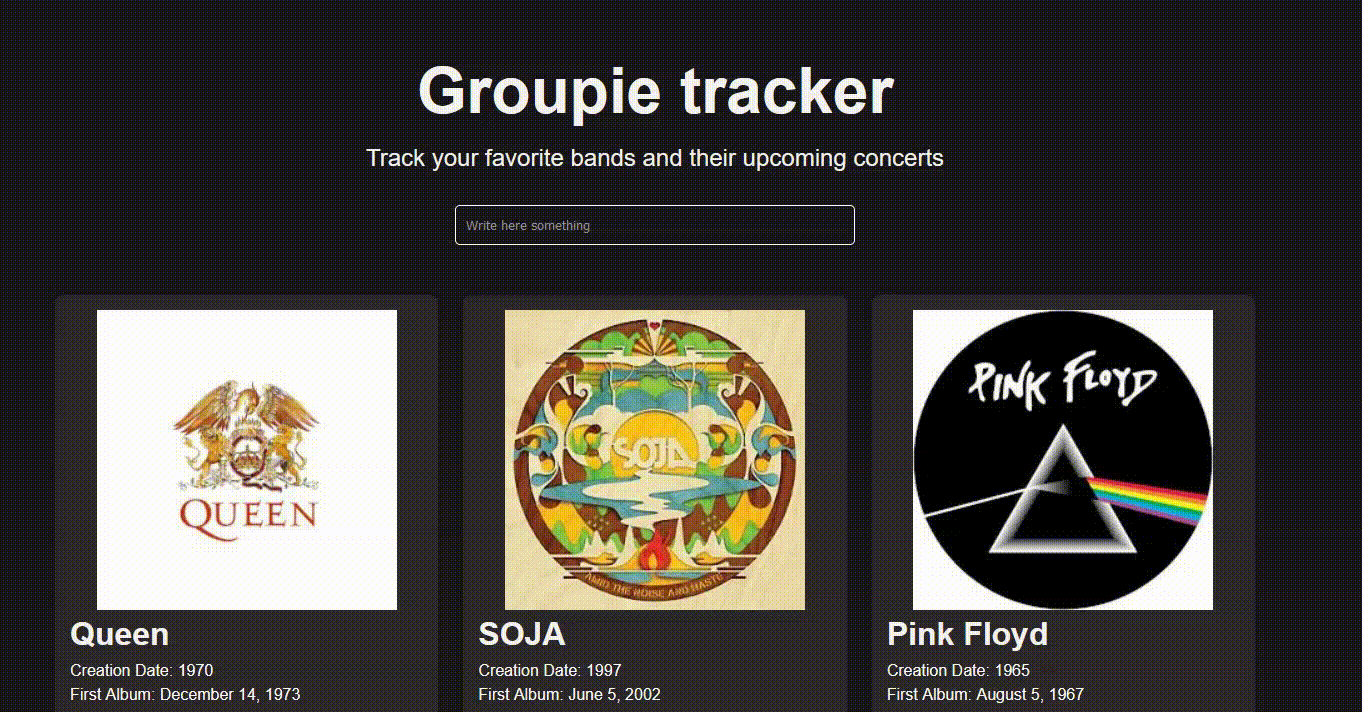 Groupie tracker
Track your favorite bands and their upcoming concerts
Write here something
QUEEN
SOJA
AMID THE NOISE AND HASTE
PINK FLOYD
Queen
Creation Date: 1970
First Album: December 14, 1973
SOJA
Creation Date: 1997
First Album: June 5, 2002
Pink Floyd
Creation Date: 1965
First Album: August 5, 1967